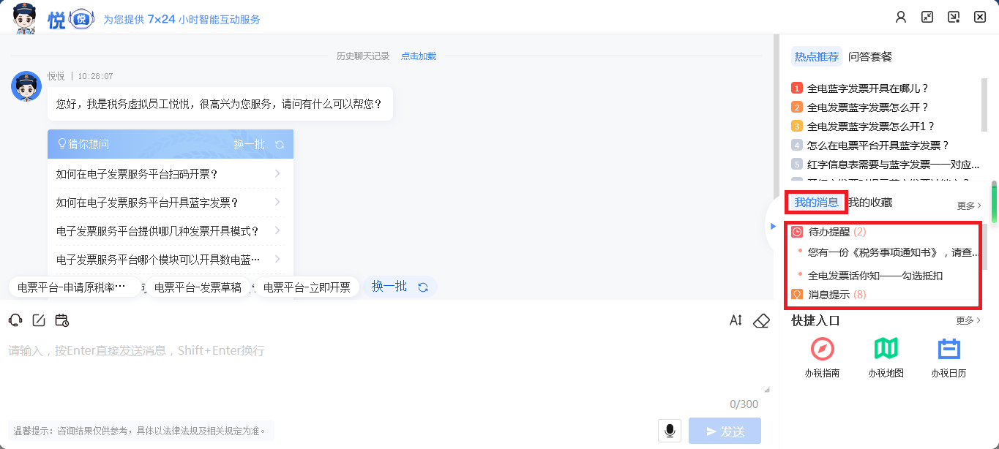 悦悦 为您提供 7×24 小时智能互动服务
历史聊天记录 点击加载
悦悦 | 10:28:07
您好，我是税务虚拟员工悦悦，很高兴为您服务，请问有什么可以帮您？
猜你想问 换一批
如何在电子发票服务平台扫码开票？
如何在电子发票服务平台开具蓝字发票？
电子发票服务平台提供哪几种发票开具模式？
电子发票服务平台哪个模块可以开具数电蓝…
电票平台-申请原税率… 电票平台-发票草稿 电票平台-立即开票 换一批
请输入，按Enter直接发送消息，Shift+Enter换行
0/300
温馨提示：咨询结果仅供参考，具体以法律法规及相关规定为准。
发送
热点推荐 问答套餐
1 全电蓝字发票开具在哪儿？
2 全电发票蓝字发票怎么开？
3 全电发票蓝字发票怎么开1？
4 怎么在电票平台开具蓝字发票？
5 红字信息表需要与蓝字发票一一对应...
我的消息 我的收藏 更多
待办提醒 (2)
您有一份《税务事项通知书》，请查...
全电发票话你知——勾选抵扣
消息提示 (8)
快捷入口 更多
办税指南 办税地图 办税日历